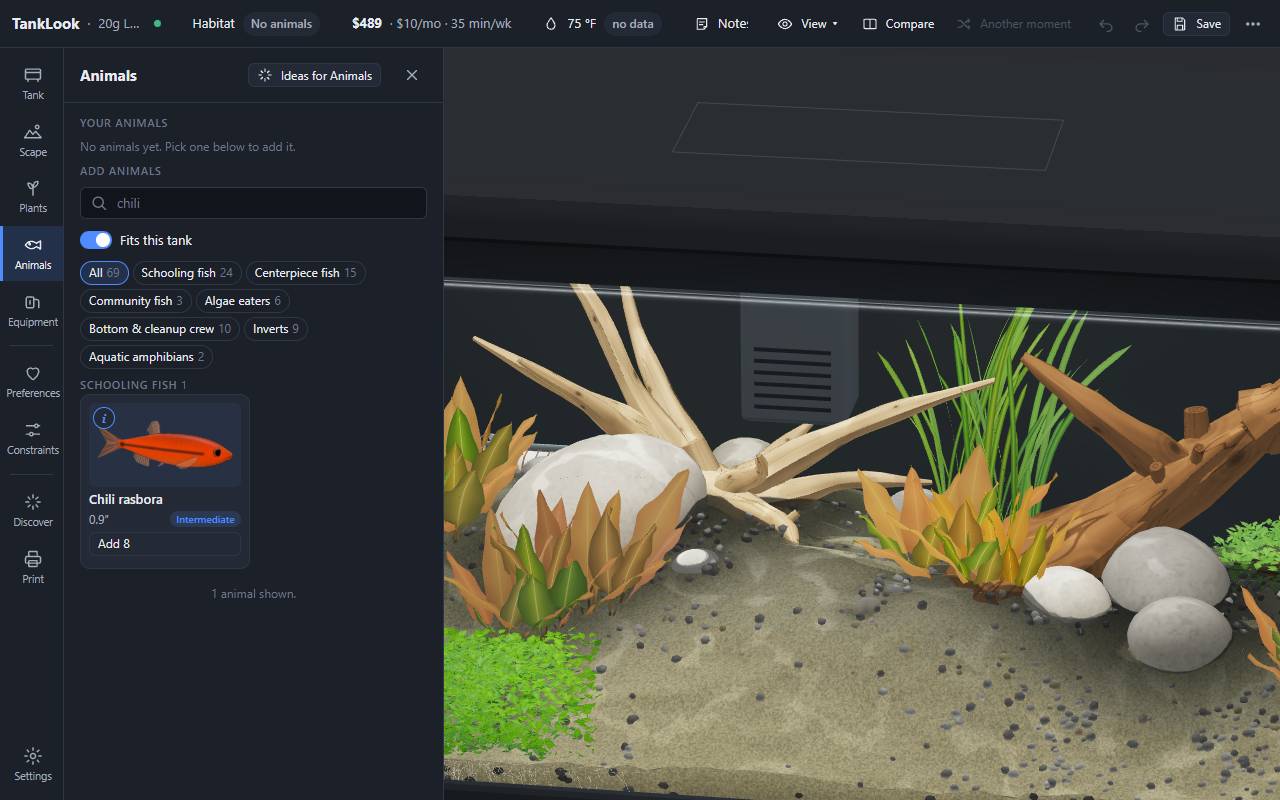 TankLook · 20g L... Habitat No animals $489 · $10/mo · 35 min/wk 75 °F no data Note: View Compare Another moment Save
Tank
Scape
Plants
Animals
Equipment
Preferences
Constraints
Discover
Print
Settings
Animals Ideas for Animals
YOUR ANIMALS
No animals yet. Pick one below to add it.
ADD ANIMALS
chili
Fits this tank
All 69 Schooling fish 24 Centerpiece fish 15
Community fish 3 Algae eaters 6
Bottom & cleanup crew 10 Inverts 9
Aquatic amphibians 2
SCHOOLING FISH 1
i
Chili rasbora
0.9" Intermediate
Add 8
1 animal shown.